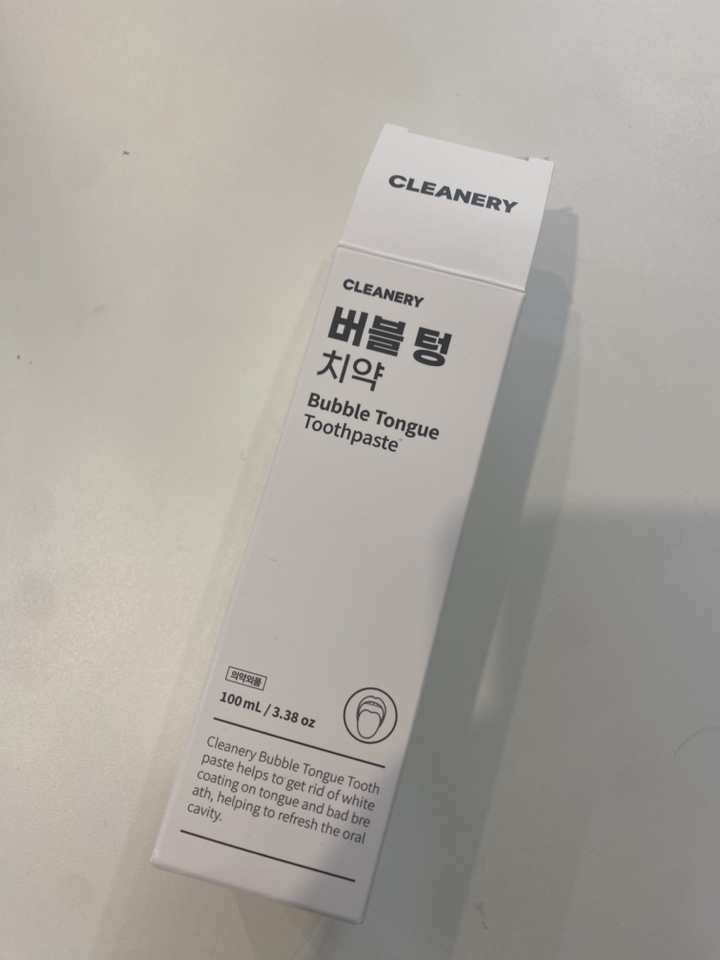 CLEANERY
CLEANERY
버블 텅
치약
Bubble Tongue
Toothpaste
의약외품
100mL / 3.38 oz
Cleanery Bubble Tongue Tooth
paste helps to get rid of white
coating on tongue and bad bre
ath, helping to refresh the oral
cavity.